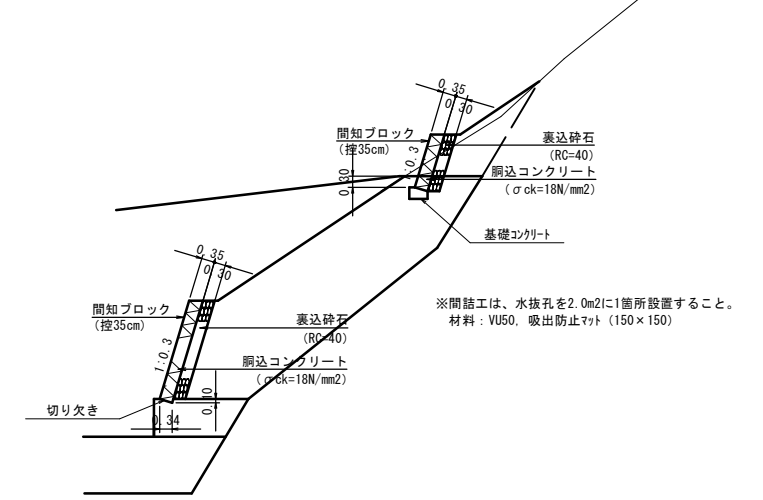 0.35
0.30
間知ブロック
(控35cm)
1:0.3
裏込砕石
(RC=40)
胴込コンクリート
(σck=18N/mm2)
0.30
基礎コンクリート
0.35
0.30
間知ブロック
(控35cm)
1:0.3
裏込砕石
(RC=40)
胴込コンクリート
(σck=18N/mm2)
0.10
切り欠き
0.34
※間詰工は、水抜孔を2.0m2に1箇所設置すること。
材料：VU50, 吸出防止マット (150×150)